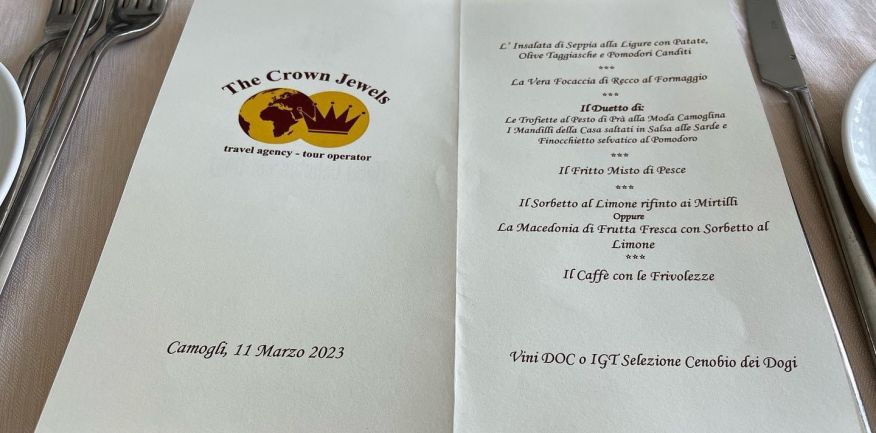 The Crown Jewels
travel agency - tour operator
Camogli, 11 Marzo 2023
L' Insalata di Seppia alla Ligure con Patate,
Olive Taggiasche e Pomodori Canditi
***
La Vera Focaccia di Recco al Formaggio
***
Il Duetto di:
Le Trofiette al Pesto di Prà alla Moda Camoglina
I Mandilli della Casa saltati in Salsa alle Sarde e
Finocchietto selvatico al Pomodoro
***
Il Fritto Misto di Pesce
***
Il Sorbetto al Limone rifinto ai Mirtilli
Oppure
La Macedonia di Frutta Fresca con Sorbetto al
Limone
***
Il Caffè con le Frivolezze
Vini DOC o IGT Selezione Cenobio dei Dogi